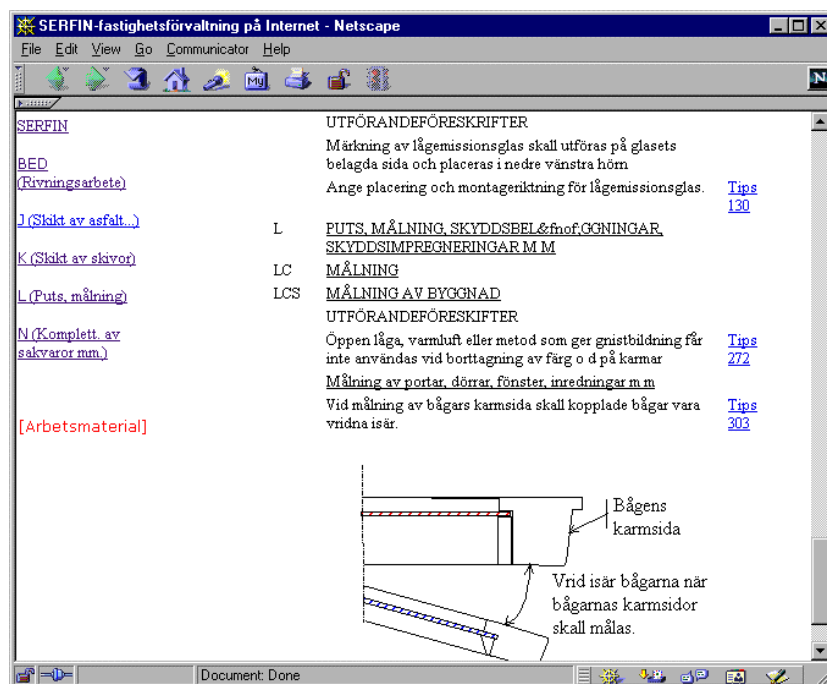 SERFIN-fastighetsförvaltning på Internet - Netscape
File Edit View Go Communicator Help
My
N
SERFIN
BED
(Rivningsarbete)
J (Skikt av asfalt...)
K (Skikt av skivor)
L (Puts, målning)
N (Komplett. av
sakvaror mm.)
[Arbetsmaterial]
UTFÖRANDEFÖRESKRIFTER
Märkning av lågemissionsglas skall utföras på glasets
belagda sida och placeras i nedre vänstra hörn
Ange placering och montageriktning för lågemissionsglas. Tips
130
L PUTS, MÅLNING, SKYDDSBEL&fnof;GGNINGAR,
SKYDDSIMPREGNERINGAR M M
LC MÅLNING
LCS MÅLNING AV BYGGNAD
UTFÖRANDEFÖRESKIFTER
Öppen låga, varmluft eller metod som ger gnistbildning får Tips
inte användas vid borttagning av färg o d på karmar 272
Målning av portar, dörrar, fönster, inredningar m m
Vid målning av bågars karmsida skall kopplade bågar vara Tips
vridna isär. 303
Bågens
karmsida
Vrid isär bågarna när
bågarnas karmsidor
skall målas.
Document: Done